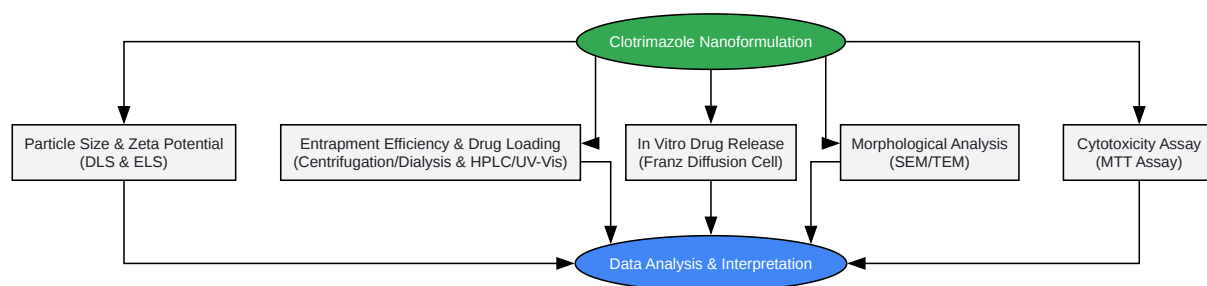 Clotrimazole Nanoformulation
Particle Size & Zeta Potential
(DLS & ELS)
Entrapment Efficiency & Drug Loading
(Centrifugation/Dialysis & HPLC/UV-Vis)
In Vitro Drug Release
(Franz Diffusion Cell)
Morphological Analysis
(SEM/TEM)
Cytotoxicity Assay
(MTT Assay)
Data Analysis & Interpretation